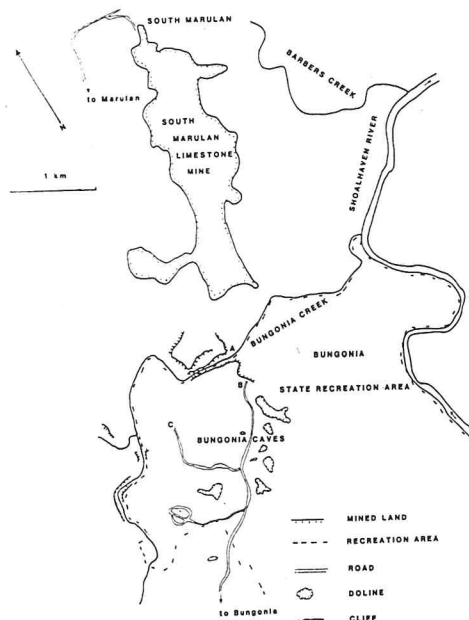 SOUTH MARULAN
BARBERS CREEK
to Marulan
N
SOUTH
MARULAN
LIMESTONE
MINE
1 km
SHOALHAVEN RIVER
BUNGONIA CREEK
A
BUNGONIA
B
STATE RECREATION AREA
C
BUNGONIA CAVES
MINED LAND
RECREATION AREA
ROAD
DOLINE
CLIFF
to Bungonia